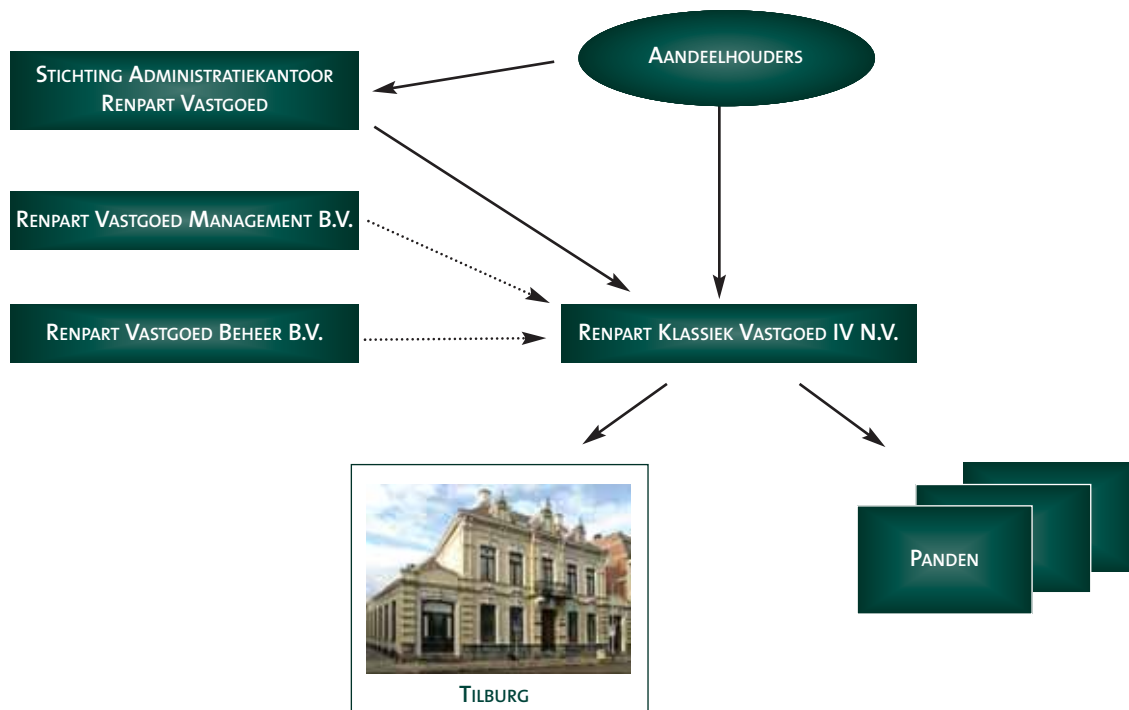 Stichting Administratiekantoor
Renpart Vastgoed
Aandeelhouders
Renpart Vastgoed Management B.V.
Renpart Vastgoed Beheer B.V.
Renpart Klassiek Vastgoed IV N.V.
Panden
Tilburg